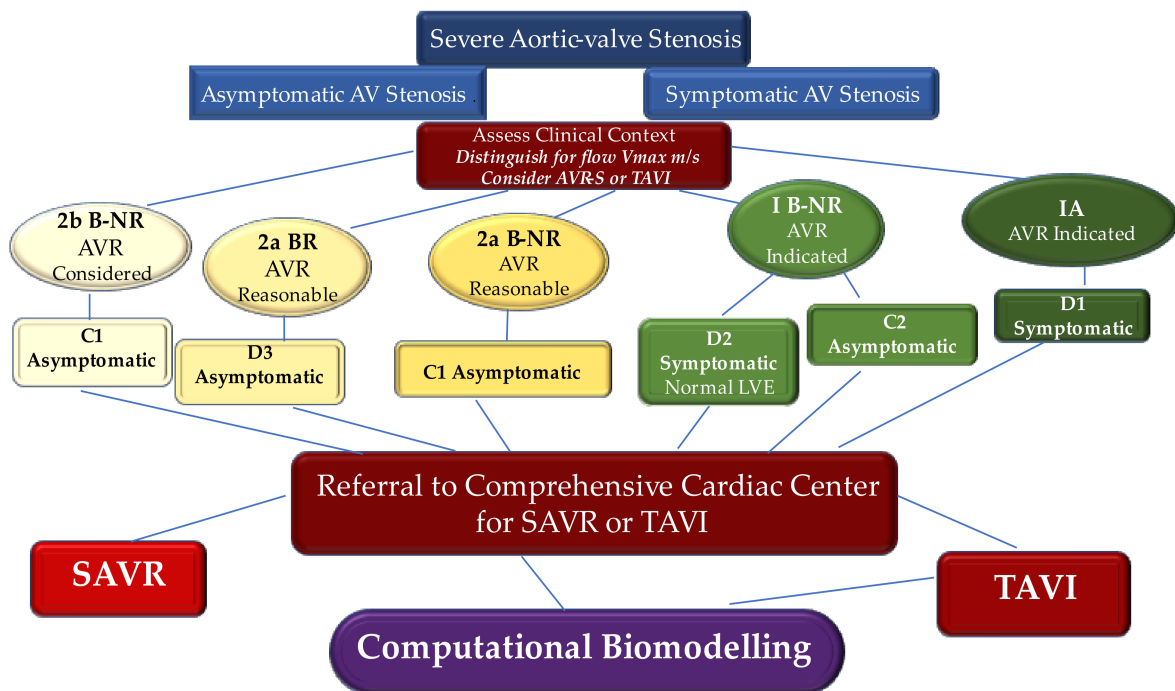 Severe Aortic-valve Stenosis
Asymptomatic AV Stenosis .
Symptomatic AV Stenosis
Assess Clinical Context
Distinguish for flow Vmax m/s
Consider AVR-S or TAVI
2b B-NR
AVR
Considered
2a BR
AVR
Reasonable
2a B-NR
AVR
Reasonable
I B-NR
AVR
Indicated
IA
AVR Indicated
C1
Asymptomatic
D3
Asymptomatic
C1 Asymptomatic
D2
Symptomatic
Normal LVE
C2
Asymptomatic
D1
Symptomatic
Referral to Comprehensive Cardiac Center
for SAVR or TAVI
SAVR
TAVI
Computational Biomodelling